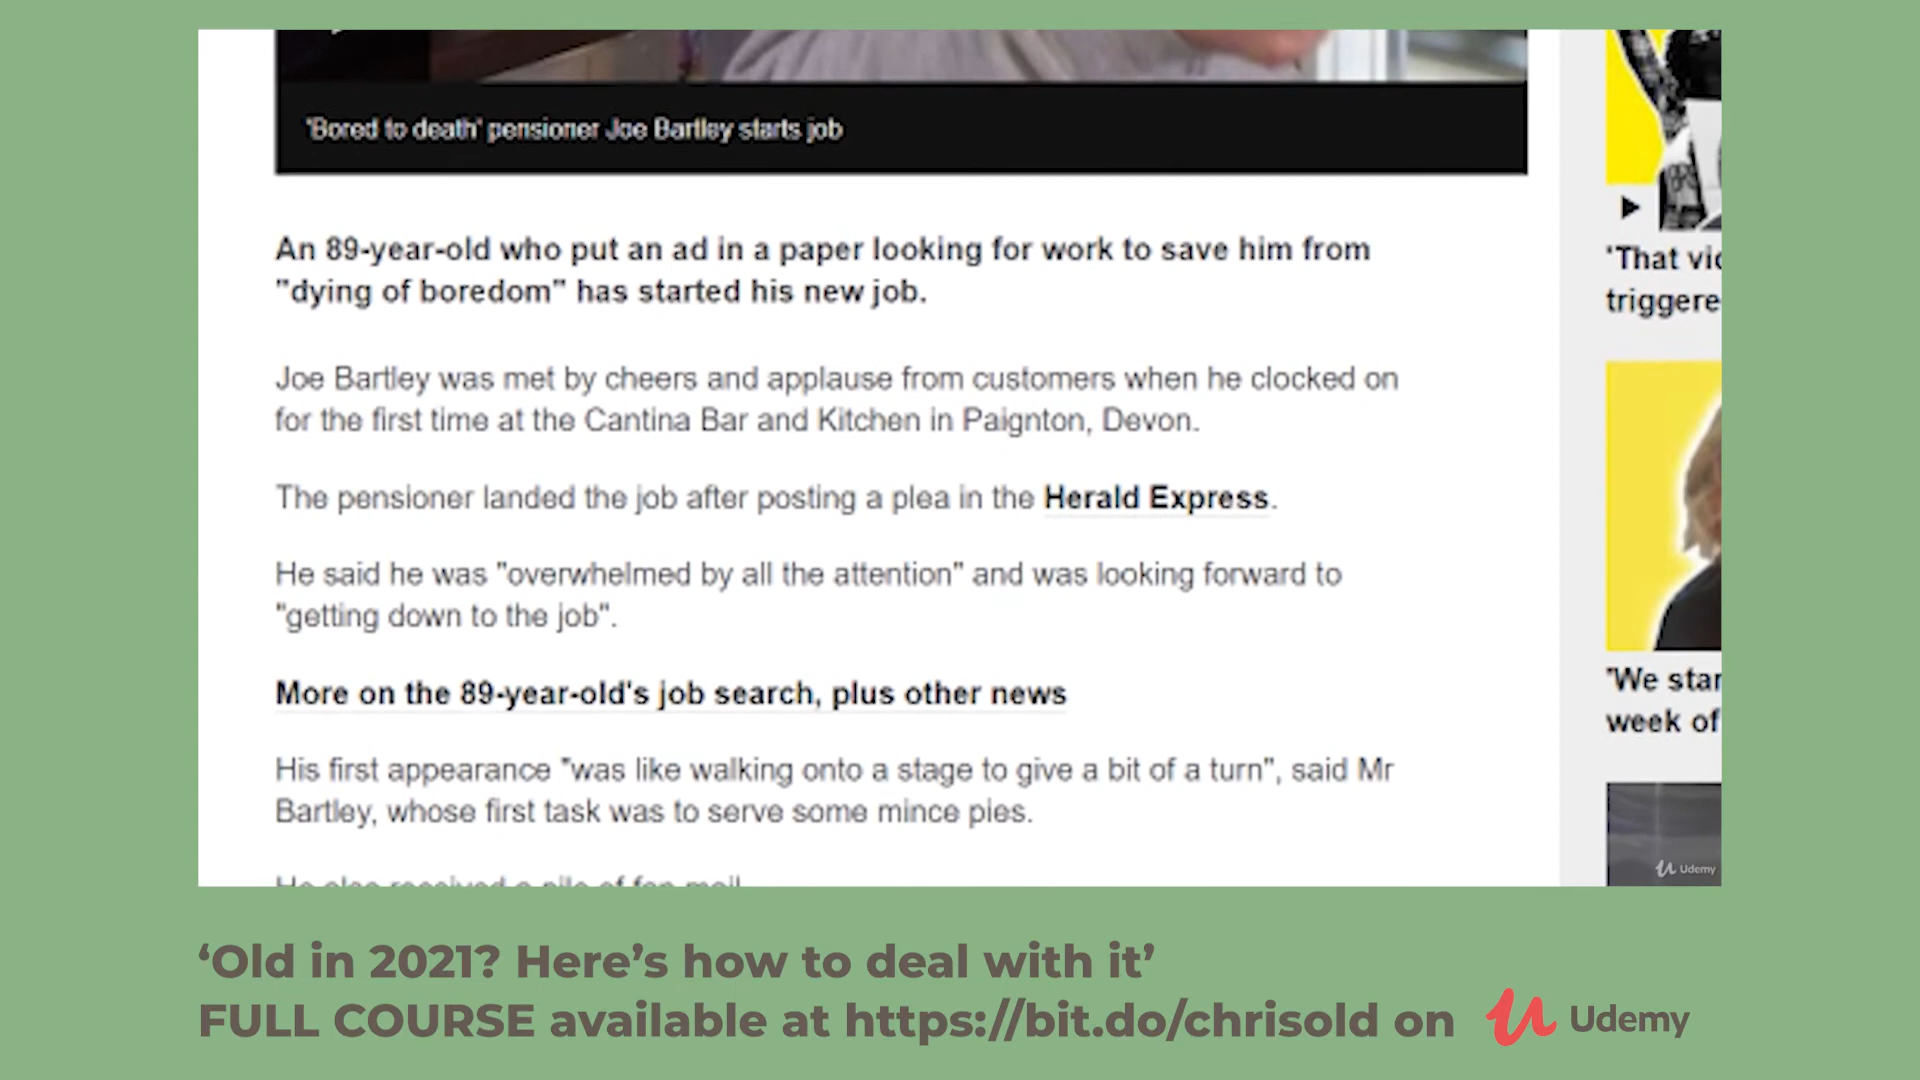 'Bored to death' pensioner Joe Bartley starts job
An 89-year-old who put an ad in a paper looking for work to save him from
"dying of boredom" has started his new job.
Joe Bartley was met by cheers and applause from customers when he clocked on
for the first time at the Cantina Bar and Kitchen in Paignton, Devon.
The pensioner landed the job after posting a plea in the Herald Express.
He said he was "overwhelmed by all the attention" and was looking forward to
"getting down to the job".
More on the 89-year-old's job search, plus other news
His first appearance "was like walking onto a stage to give a bit of a turn", said Mr
Bartley, whose first task was to serve some mince pies.
He also received a pile of fan mail
'That
triggere
'We star
week of
Udemy
‘Old in 2021? Here’s how to deal with it’
FULL COURSE available at https://bit.do/chrisold on Udemy